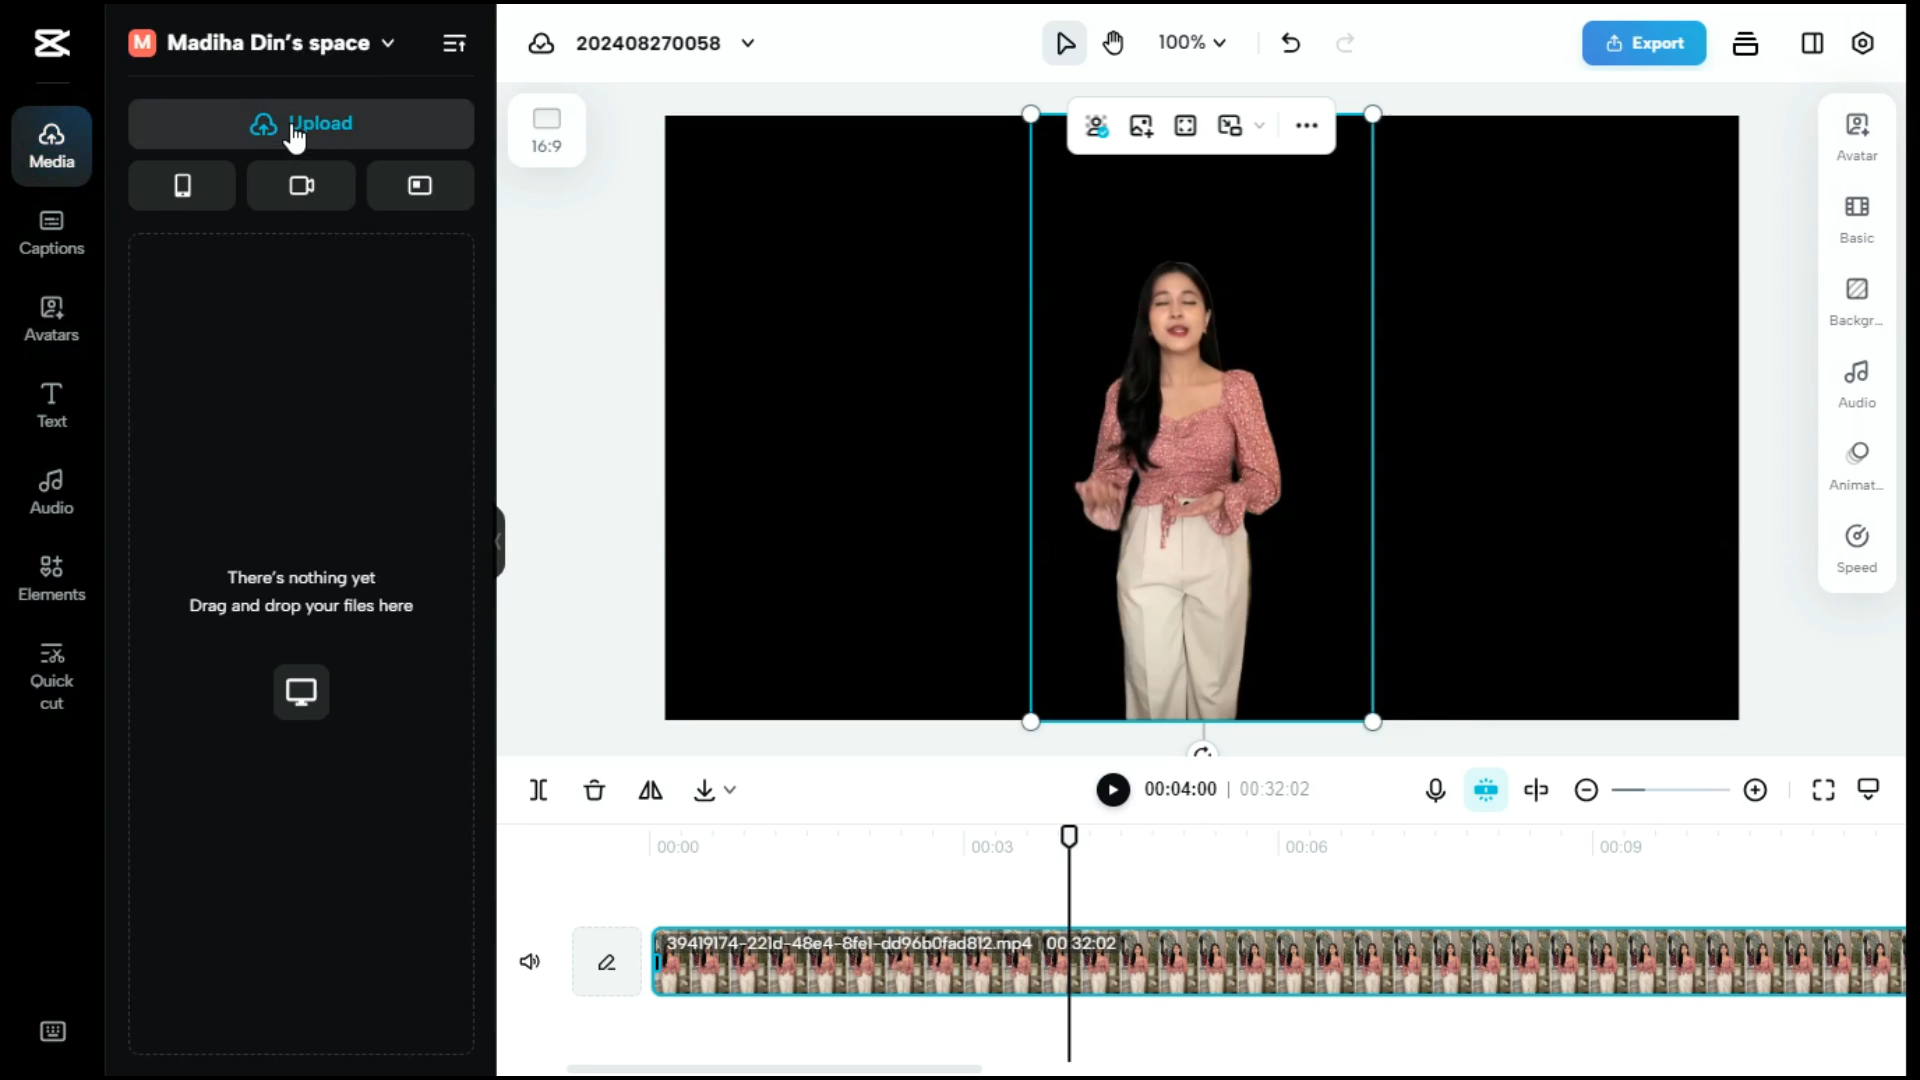 M Madiha Din's space
202408270058
100%
Export
Upload
16:9
Media
Captions
Avatars
Text
Audio
Elements
Quick
cut
There's nothing yet
Drag and drop your files here
Avatar
Basic
Backgr...
Audio
Animat...
Speed
00:04:00 | 00:32:02
00:00 00:03 00:06 00:09
39419174-221d-48e4-8fe1-dd96b0fad812.mp4 00:32:02